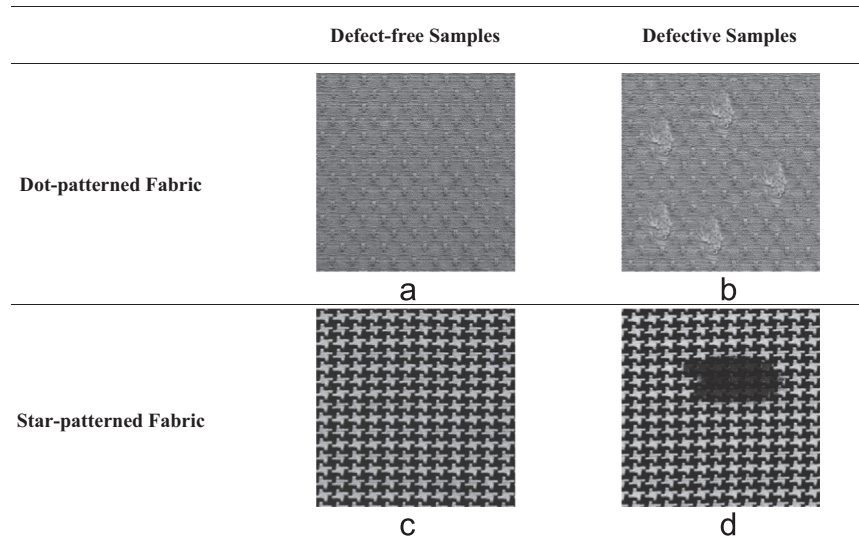 Defect-free Samples Defective Samples
Dot-patterned Fabric
a b
Star-patterned Fabric
c d